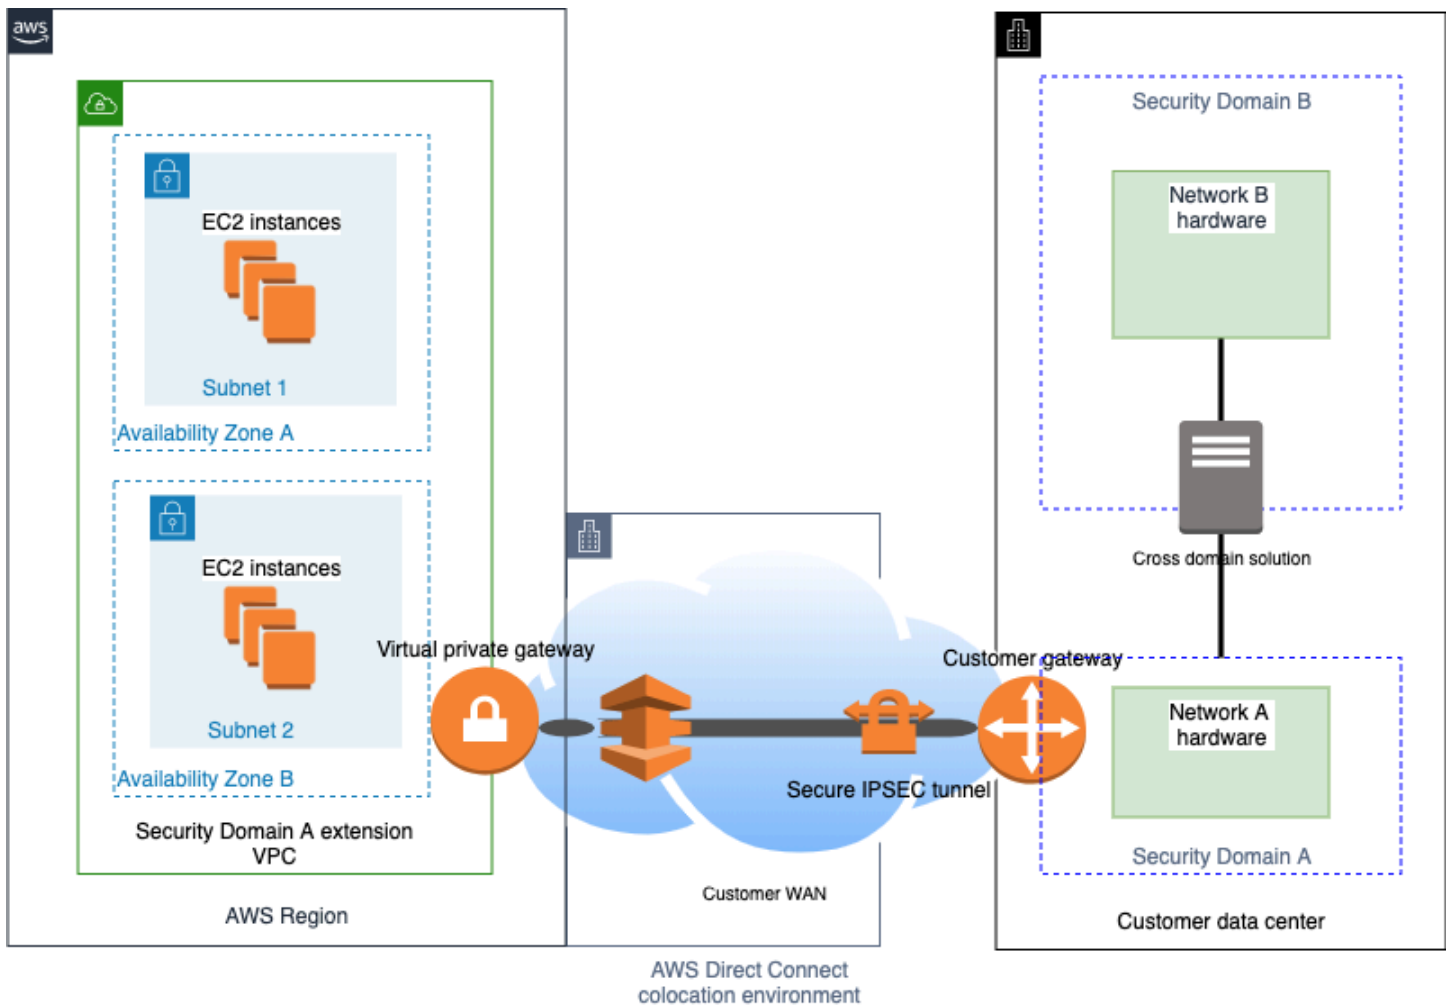 aws
EC2 instances
Subnet 1
Availability Zone A
EC2 instances
Subnet 2
Availability Zone B
Security Domain A extension
VPC
AWS Region
Virtual private gateway
Secure IPSEC tunnel
Customer WAN
AWS Direct Connect
colocation environment
Customer gateway
Security Domain B
Network B
hardware
Cross domain solution
Network A
hardware
Security Domain A
Customer data center